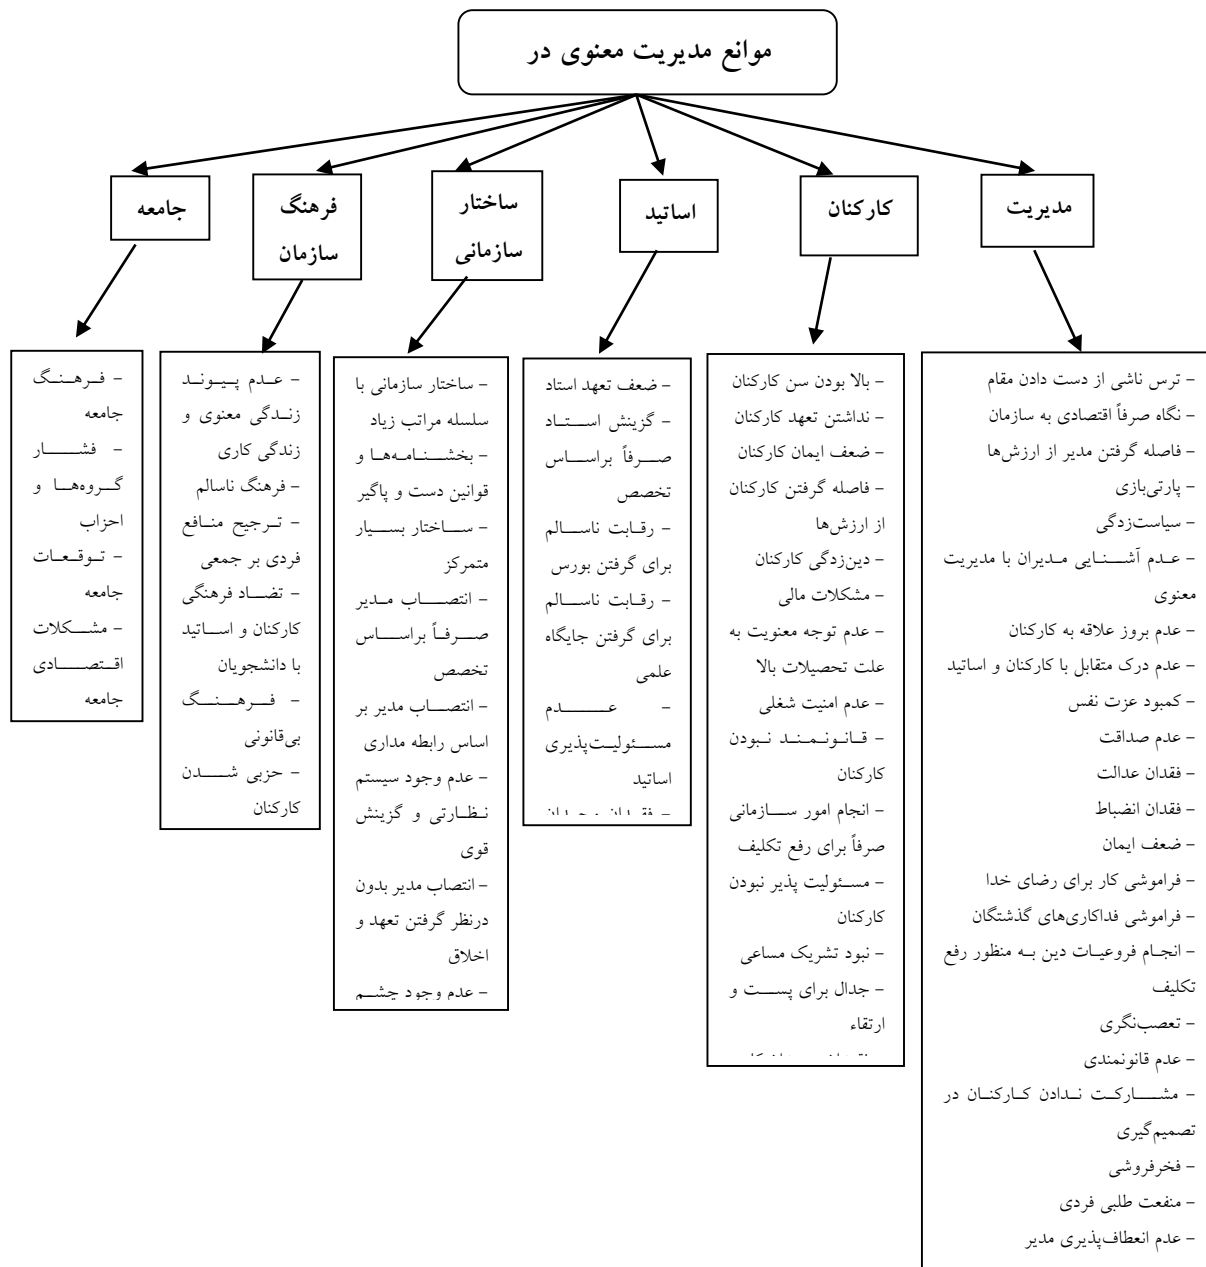 موانع مدیریت معنوی در
مدیریت
کارکنان
اساتید
ساختار
سازمانی
فرهنگ
سازمان
جامعه
– ترس ناشی از دست دادن مقام
– نگاه صرفاً اقتصادی به سازمان
– فاصله گرفتن مدیر از ارزش‌ها
– پارتی‌بازی
– سیاست‌زدگی
– عدم آشنایی مدیران با مدیریت
معنوی
– عدم بروز علاقه به کارکنان
– عدم درک متقابل با کارکنان و اساتید
– کمبود عزت نفس
– عدم صداقت
– فقدان عدالت
– فقدان انضباط
– ضعف ایمان
– فراموشی کار برای رضای خدا
– فراموشی فداکاری‌های گذشتگان
– انجام فروعیات دین به منظور رفع
تکلیف
– تعصب‌نگری
– عدم قانونمندی
– مشارکت ندادن کارکنان در
تصمیم‌گیری
– فخرفروشی
– منفعت طلبی فردی
– عدم انعطاف‌پذیری مدیر
– بالا بودن سن کارکنان
– نداشتن تعهد کارکنان
– ضعف ایمان کارکنان
– فاصله گرفتن کارکنان
از ارزش‌ها
– دین‌زدگی کارکنان
– مشکلات مالی
– عدم توجه معنویت به
علت تحصیلات بالا
– عدم امنیت شغلی
– قانونمند نبودن
کارکنان
– انجام امور سازمانی
صرفاً برای رفع تکلیف
– مسئولیت پذیر نبودن
کارکنان
– نبود تشریک مساعی
– جدال برای پست و
ارتقاء
– ضعف تعهد استاد
– گزینش استاد
صرفاً براساس
تخصص
– رقابت ناسالم
برای گرفتن بورس
– رقابت ناسالم
برای گرفتن جایگاه
علمی
– عدم
مسئولیت‌پذیری
اساتید
– فقدان وجدان
– ساختار سازمانی با
سلسله مراتب زیاد
– بخشنامه‌ها و
قوانین دست و پاگیر
– ساختار بسیار
متمرکز
– انتصاب مدیر
صرفاً براساس
تخصص
– انتصاب مدیر بر
اساس رابطه مداری
– عدم وجود سیستم
نظارتی و گزینش
قوی
– انتصاب مدیر بدون
درنظر گرفتن تعهد و
اخلاق
– عدم وجود چشم
– عدم پیوند
زندگی معنوی و
زندگی کاری
– فرهنگ ناسالم
– ترجیح منافع
فردی بر جمعی
– تضاد فرهنگی
کارکنان و اساتید
با دانشجویان
– فرهنگ
بی‌قانونی
– حزبی شدن
کارکنان
– فرهنگ
جامعه
– فشار
گروه‌ها و
احزاب
– توقعات
جامعه
– مشکلات
اقتصادی
جامعه